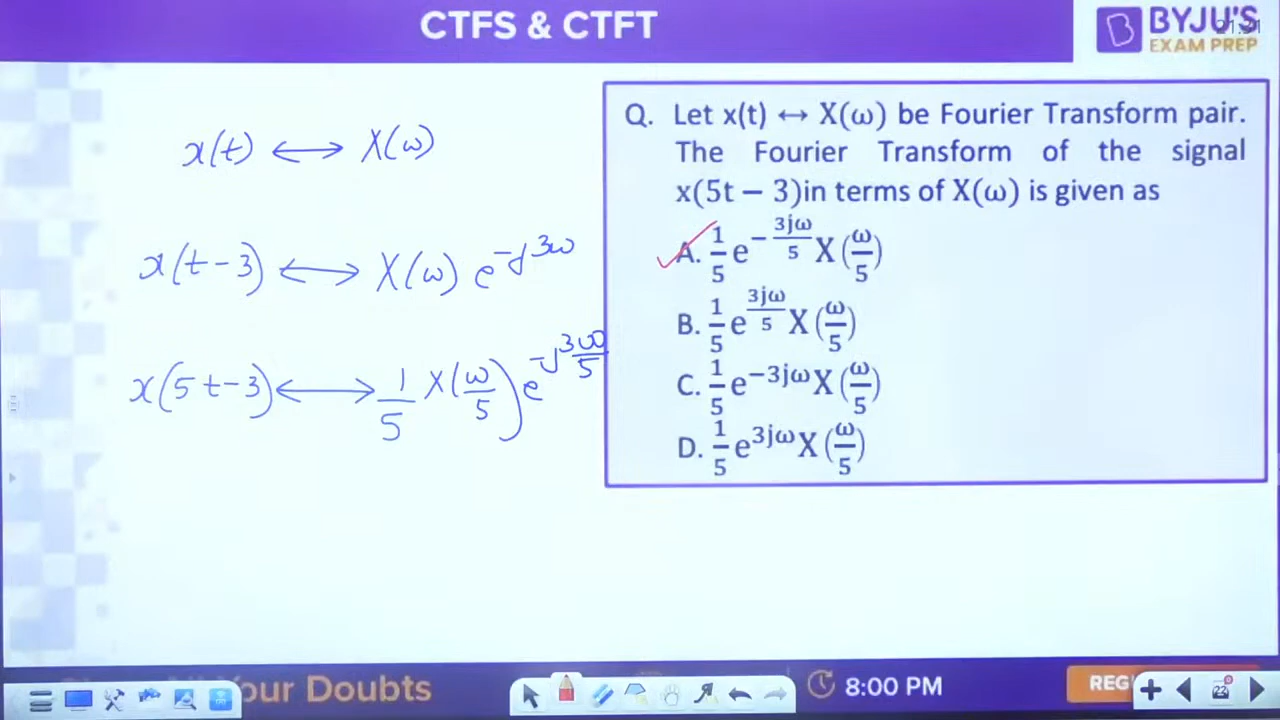 CTFS & CTFT
BYJU'S
EXAM PREP
x(t) ⟷ X(ω)
x(t-3) ⟷ X(ω) e^{-j3ω}
x(5t-3) ⟷ 1/5 X(ω/5) e^{-j3ω/5}
Q. Let x(t) ↔ X(ω) be Fourier Transform pair.
The Fourier Transform of the signal
x(5t − 3)in terms of X(ω) is given as
A. 1/5 e^{-3jω/5} X(ω/5)
B. 1/5 e^{3jω/5} X(ω/5)
C. 1/5 e^{−3jω} X(ω/5)
D. 1/5 e^{3jω} X(ω/5)
Your Doubts
8:00 PM
REG